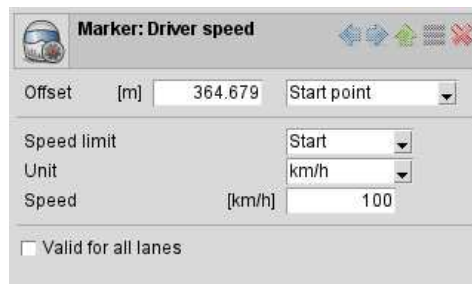 Marker: Driver speed
Offset [m] 364.679 Start point
Speed limit Start
Unit km/h
Speed [km/h] 100
Valid for all lanes